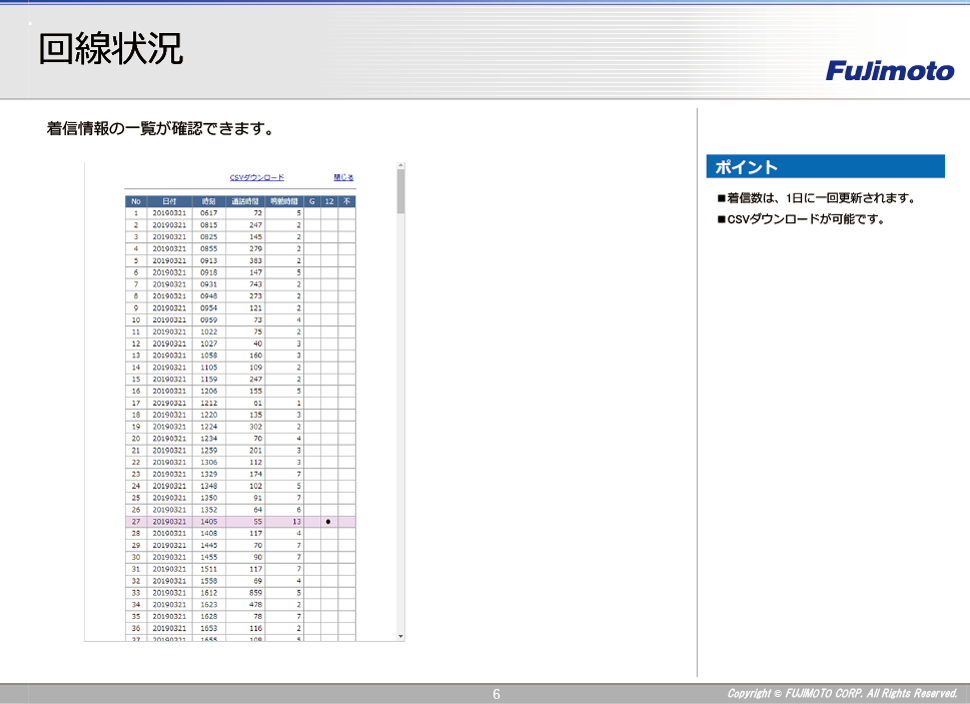 回線状況
Fujimoto
着信情報の一覧が確認できます。
CSVダウンロード 閉じる
No 日付 時刻 通話時間 鳴動時間 G 12 不
1 20190321 0617 72 5
2 20190321 0815 247 2
3 20190321 0825 145 2
4 20190321 0855 279 2
5 20190321 0913 383 2
6 20190321 0918 147 5
7 20190321 0931 743 2
8 20190321 0948 273 2
9 20190321 0954 121 2
10 20190321 0959 73 4
11 20190321 1022 75 2
12 20190321 1027 40 3
13 20190321 1058 160 3
14 20190321 1105 109 2
15 20190321 1159 247 2
16 20190321 1206 155 5
17 20190321 1212 61 1
18 20190321 1220 135 3
19 20190321 1224 302 2
20 20190321 1234 70 4
21 20190321 1259 201 3
22 20190321 1306 112 3
23 20190321 1329 174 7
24 20190321 1348 102 5
25 20190321 1350 91 7
26 20190321 1352 64 6
27 20190321 1405 55 13 ●
28 20190321 1408 117 4
29 20190321 1445 70 7
30 20190321 1455 90 7
31 20190321 1511 117 7
32 20190321 1558 69 4
33 20190321 1612 859 5
34 20190321 1623 478 2
35 20190321 1628 78 7
36 20190321 1653 116 2
37 20190321 1655 108 5
ポイント
■着信数は、1日に一回更新されます。
■CSVダウンロードが可能です。
6
Copyright © FUJIMOTO CORP. All Rights Reserved.